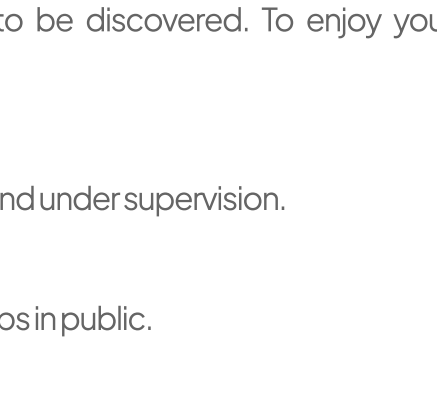 to be discovered. To enjoy you
nd under supervision.
os in public.